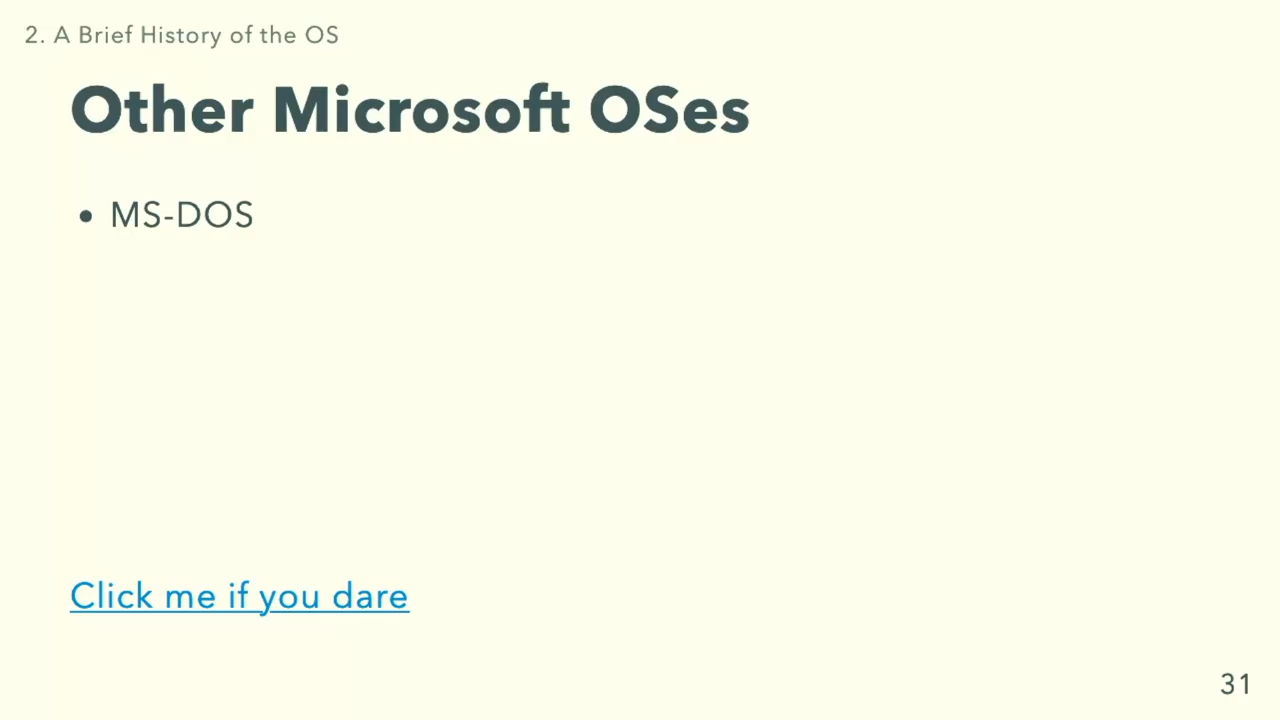 2. A Brief History of the OS
Other Microsoft OSes
• MS-DOS
Click me if you dare
31